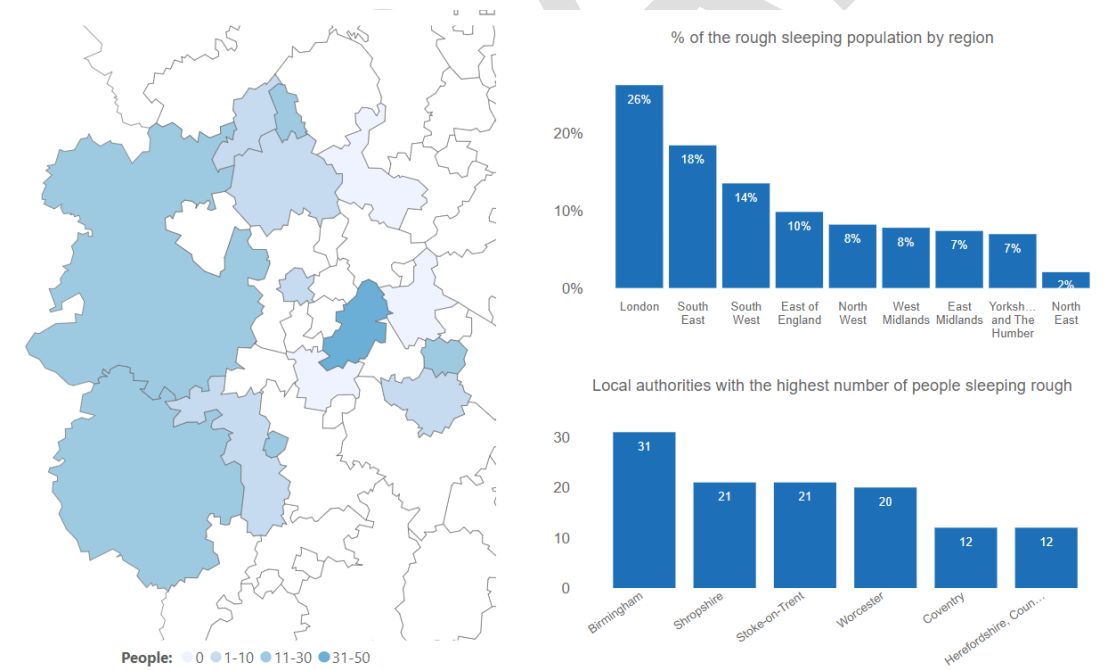 People: 0 1-10 11-30 31-50
% of the rough sleeping population by region
20%
10%
0%
26%
18%
14%
10%
8%
8%
7%
7%
2%
London
South
East
South
West
East of
England
North
West
West
Midlands
East
Midlands
Yorksh...
and The
Humber
North
East
Local authorities with the highest number of people sleeping rough
30
20
10
0
31
21
21
20
12
12
Birmingham
Shropshire
Stoke-on-Trent
Worcester
Coventry
Herefordshire, Coun...